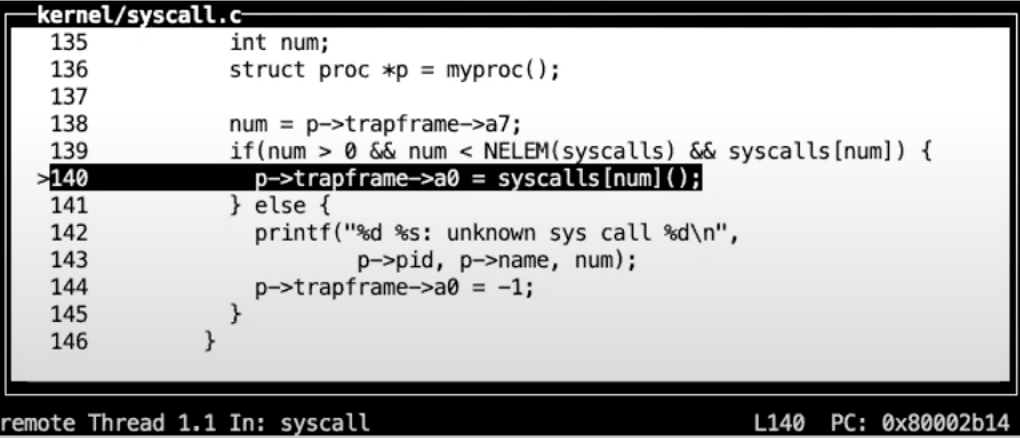 kernel/syscall.c
135 int num;
136 struct proc *p = myproc();
137
138 num = p->trapframe->a7;
139 if(num > 0 && num < NELEM(syscalls) && syscalls[num]) {
>140 p->trapframe->a0 = syscalls[num]();
141 } else {
142 printf("%d %s: unknown sys call %d\n",
143 p->pid, p->name, num);
144 p->trapframe->a0 = -1;
145 }
146 }
remote Thread 1.1 In: syscall L140 PC: 0x80002b14